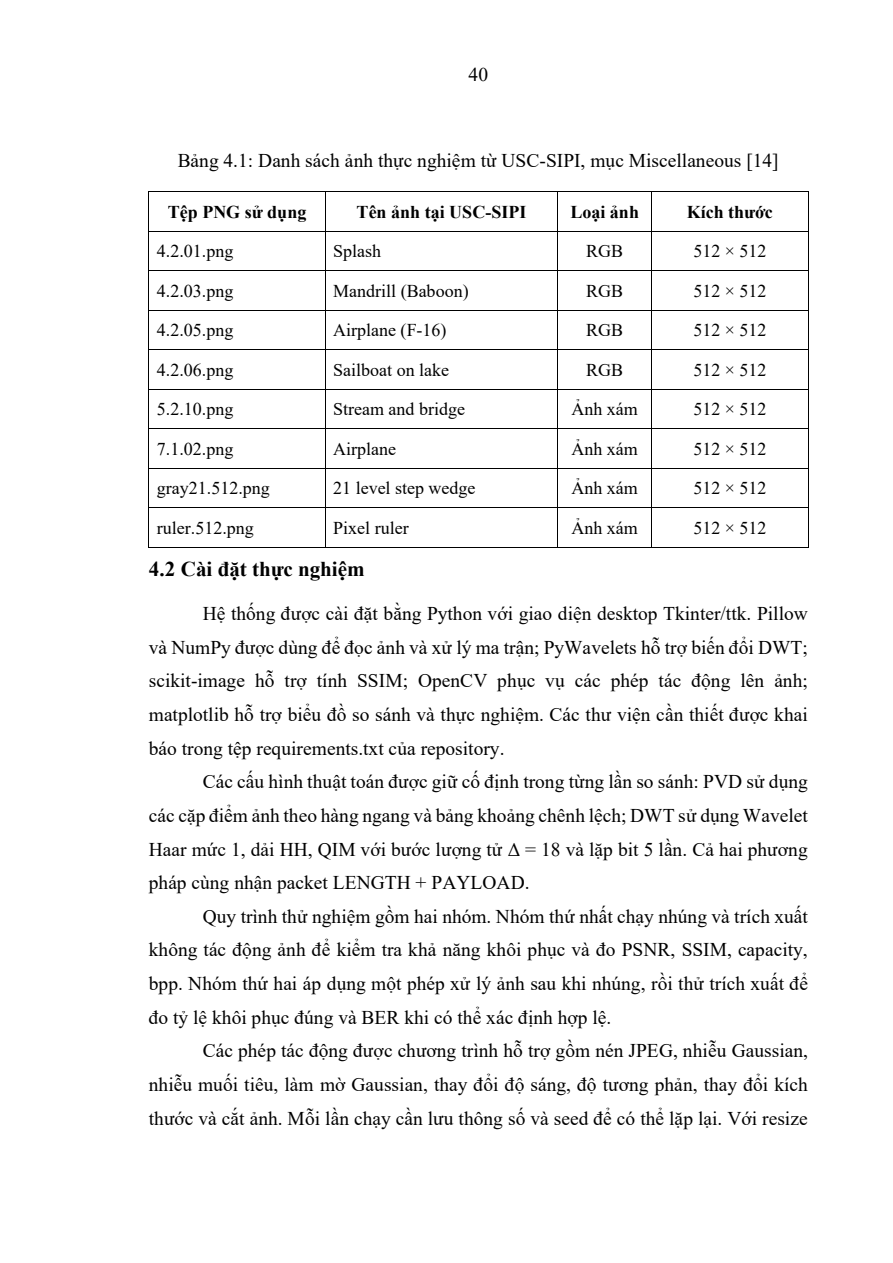 40
Bảng 4.1: Danh sách ảnh thực nghiệm từ USC-SIPI, mục Miscellaneous [14]
Tệp PNG sử dụng Tên ảnh tại USC-SIPI Loại ảnh Kích thước
4.2.01.png Splash RGB 512 × 512
4.2.03.png Mandrill (Baboon) RGB 512 × 512
4.2.05.png Airplane (F-16) RGB 512 × 512
4.2.06.png Sailboat on lake RGB 512 × 512
5.2.10.png Stream and bridge Ảnh xám 512 × 512
7.1.02.png Airplane Ảnh xám 512 × 512
gray21.512.png 21 level step wedge Ảnh xám 512 × 512
ruler.512.png Pixel ruler Ảnh xám 512 × 512
4.2 Cài đặt thực nghiệm
Hệ thống được cài đặt bằng Python với giao diện desktop Tkinter/ttk. Pillow
và NumPy được dùng để đọc ảnh và xử lý ma trận; PyWavelets hỗ trợ biến đổi DWT;
scikit-image hỗ trợ tính SSIM; OpenCV phục vụ các phép tác động lên ảnh;
matplotlib hỗ trợ biểu đồ so sánh và thực nghiệm. Các thư viện cần thiết được khai
báo trong tệp requirements.txt của repository.
Các cấu hình thuật toán được giữ cố định trong từng lần so sánh: PVD sử dụng
các cặp điểm ảnh theo hàng ngang và bảng khoảng chênh lệch; DWT sử dụng Wavelet
Haar mức 1, dải HH, QIM với bước lượng tử Δ = 18 và lặp bit 5 lần. Cả hai phương
pháp cùng nhận packet LENGTH + PAYLOAD.
Quy trình thử nghiệm gồm hai nhóm. Nhóm thứ nhất chạy nhúng và trích xuất
không tác động ảnh để kiểm tra khả năng khôi phục và đo PSNR, SSIM, capacity,
bpp. Nhóm thứ hai áp dụng một phép xử lý ảnh sau khi nhúng, rồi thử trích xuất để
đo tỷ lệ khôi phục đúng và BER khi có thể xác định hợp lệ.
Các phép tác động được chương trình hỗ trợ gồm nén JPEG, nhiễu Gaussian,
nhiễu muối tiêu, làm mờ Gaussian, thay đổi độ sáng, độ tương phản, thay đổi kích
thước và cắt ảnh. Mỗi lần chạy cần lưu thông số và seed để có thể lặp lại. Với resize